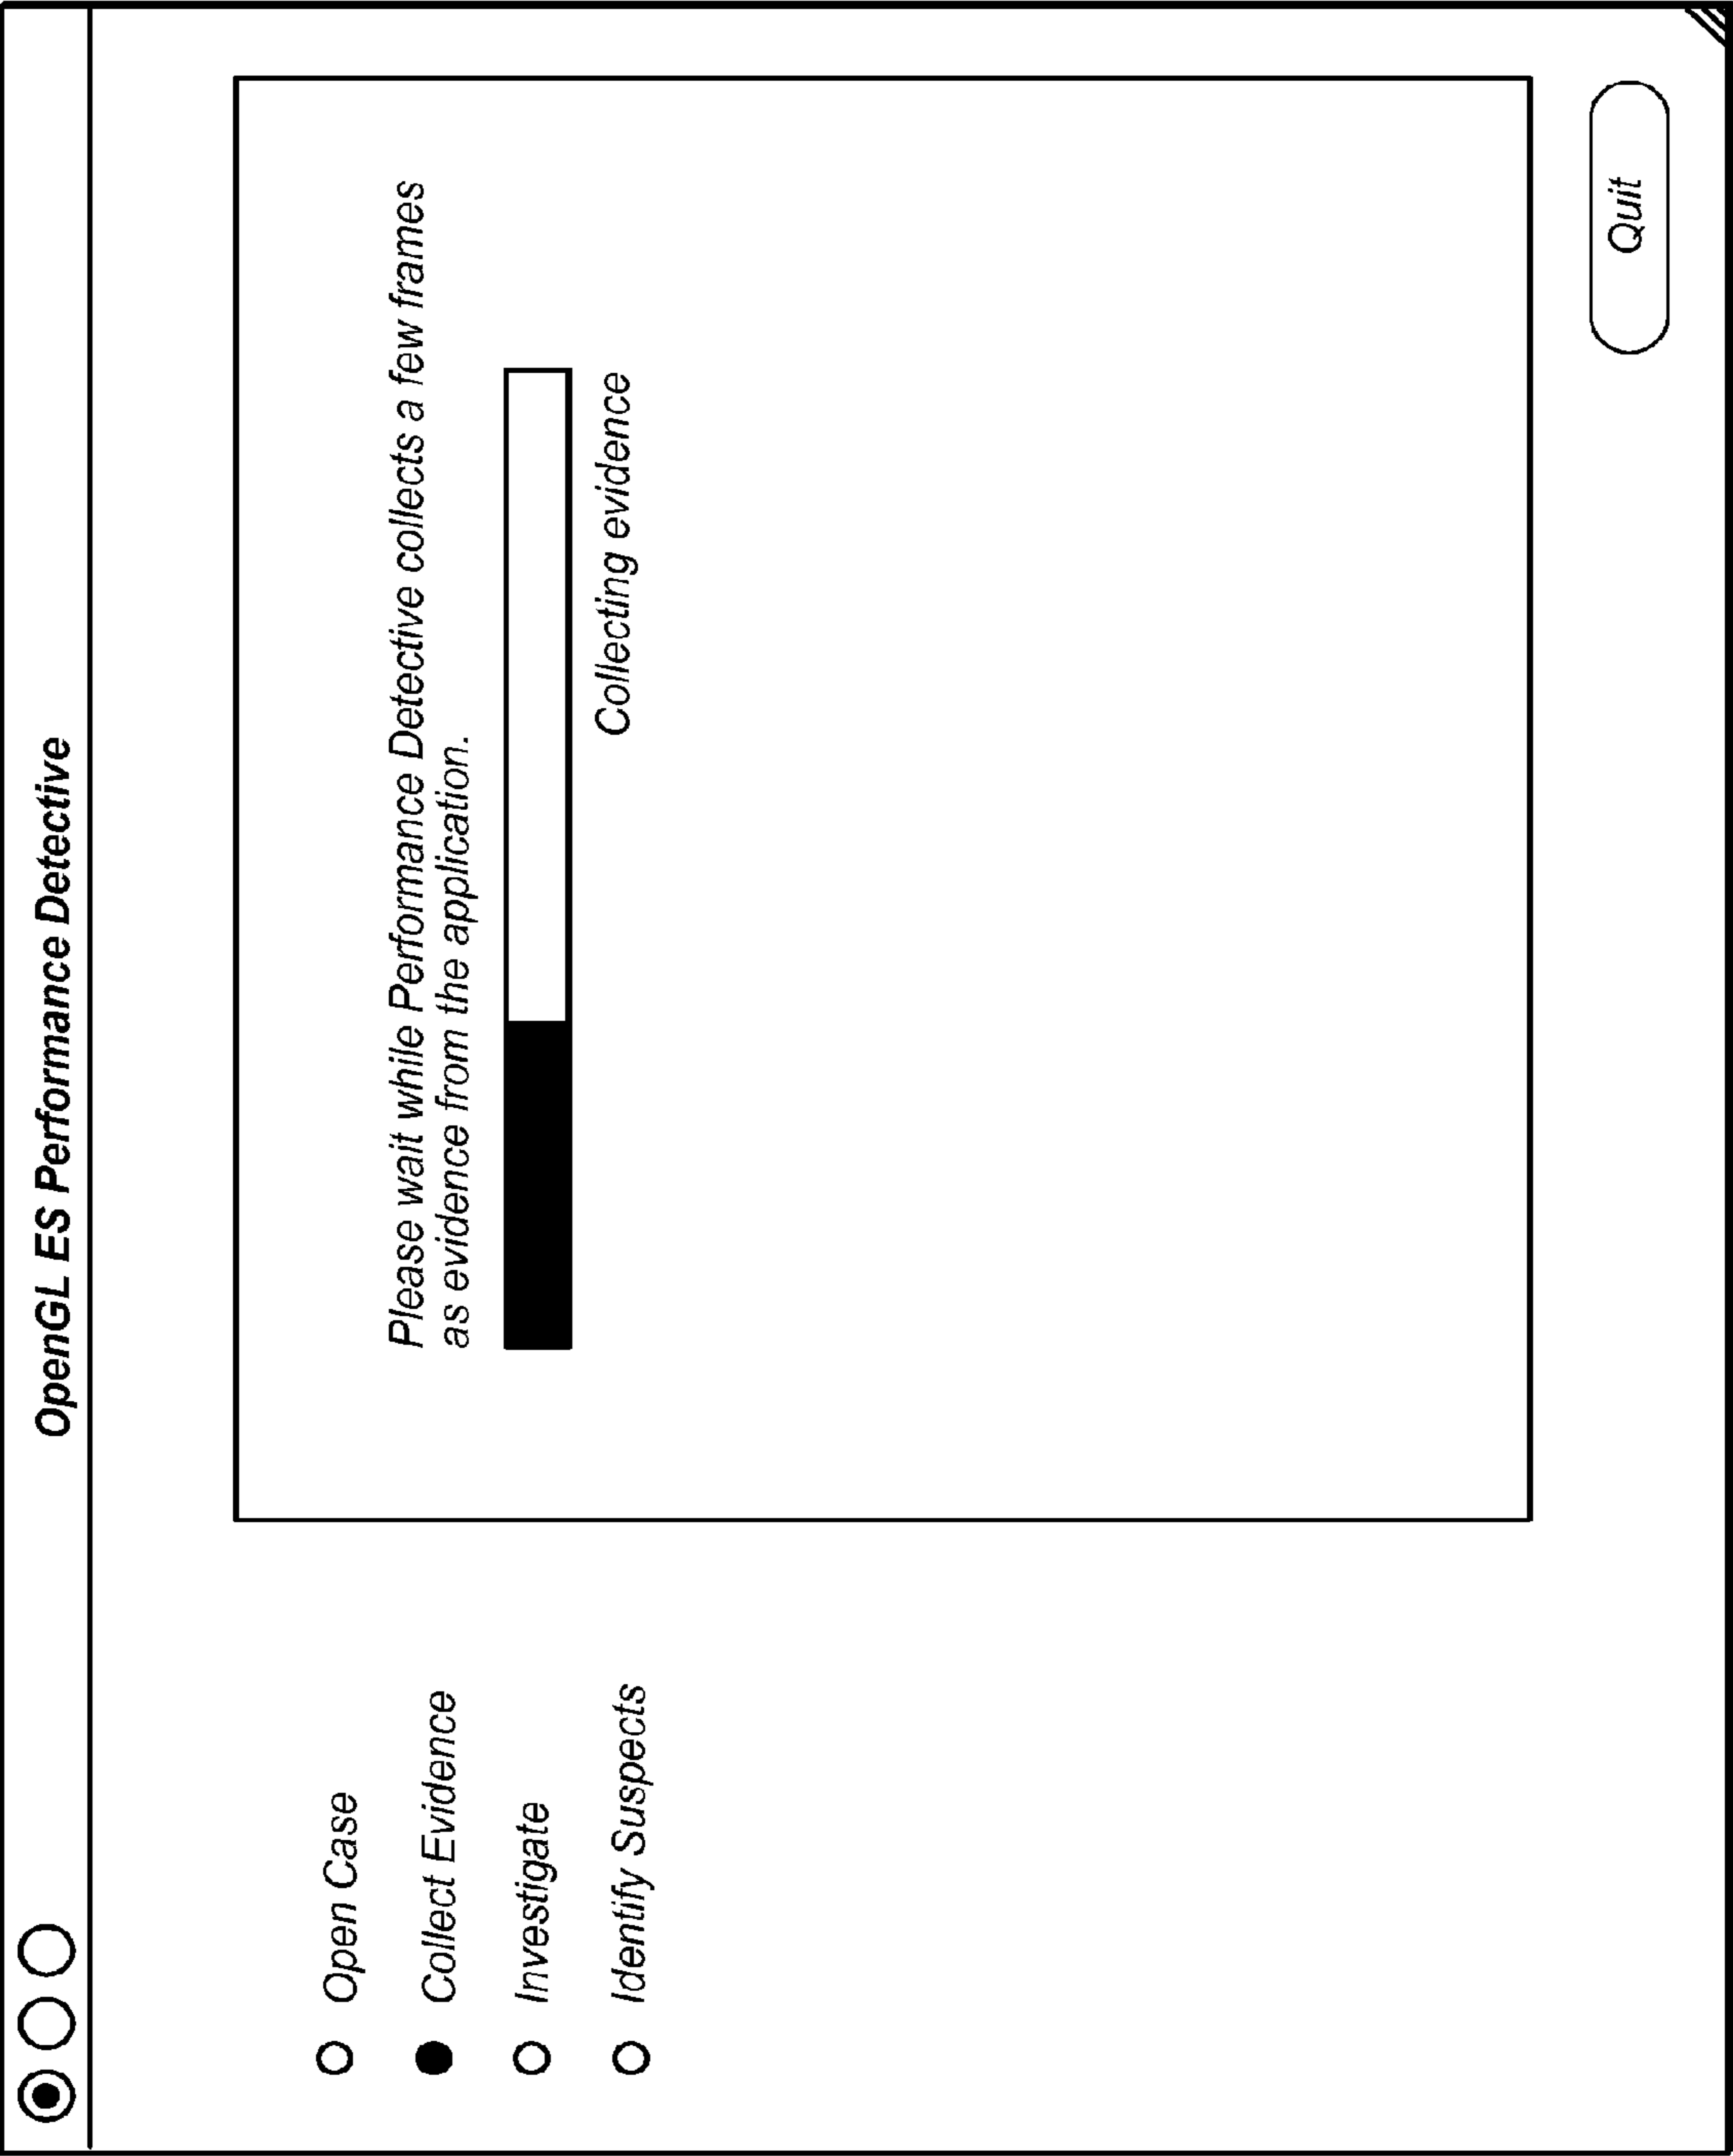 OpenGL ES Performance Detective
Open Case
Collect Evidence
Investigate
Identify Suspects
Please wait while Performance Detective collects a few frames
as evidence from the application.
Collecting evidence
Quit